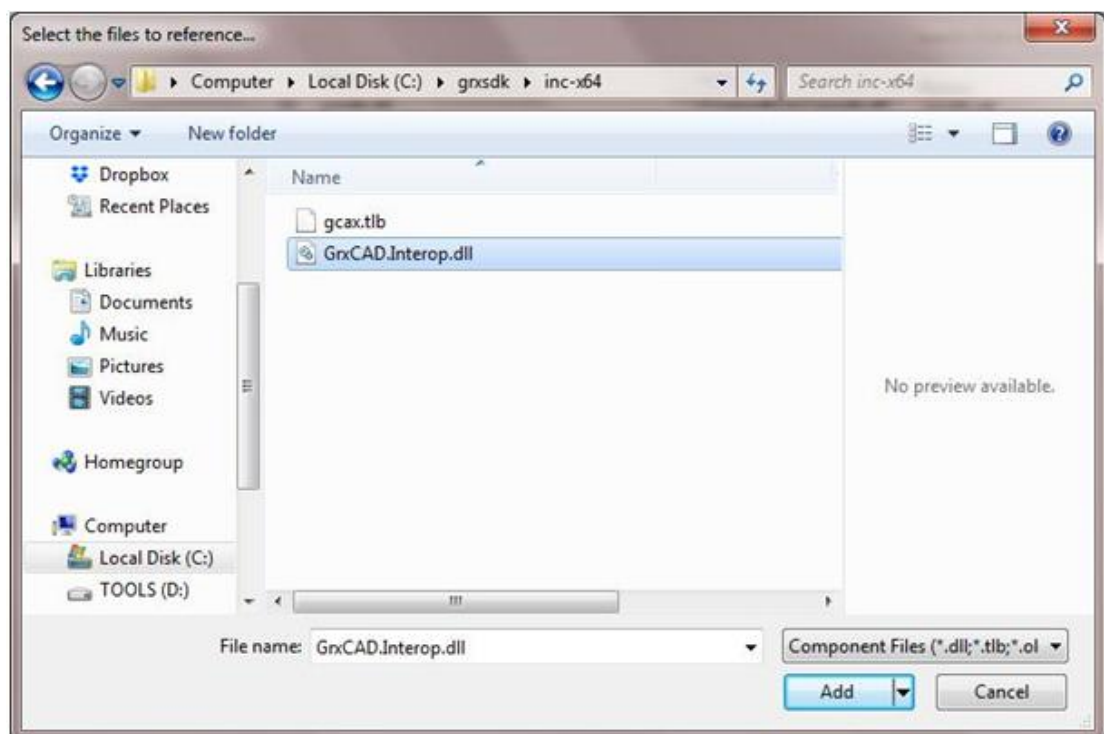 Select the files to reference...
Computer Local Disk (C:) grxsdk inc-x64 Search inc-x64
Organize New folder
Dropbox
Recent Places
Libraries
Documents
Music
Pictures
Videos
Homegroup
Computer
Local Disk (C:)
TOOLS (D:)
Name
gcax.tlb
GrxCAD.Interop.dll
No preview available.
File name: GrxCAD.Interop.dll Component Files (*.dll;*.tlb;*.ol
Add Cancel